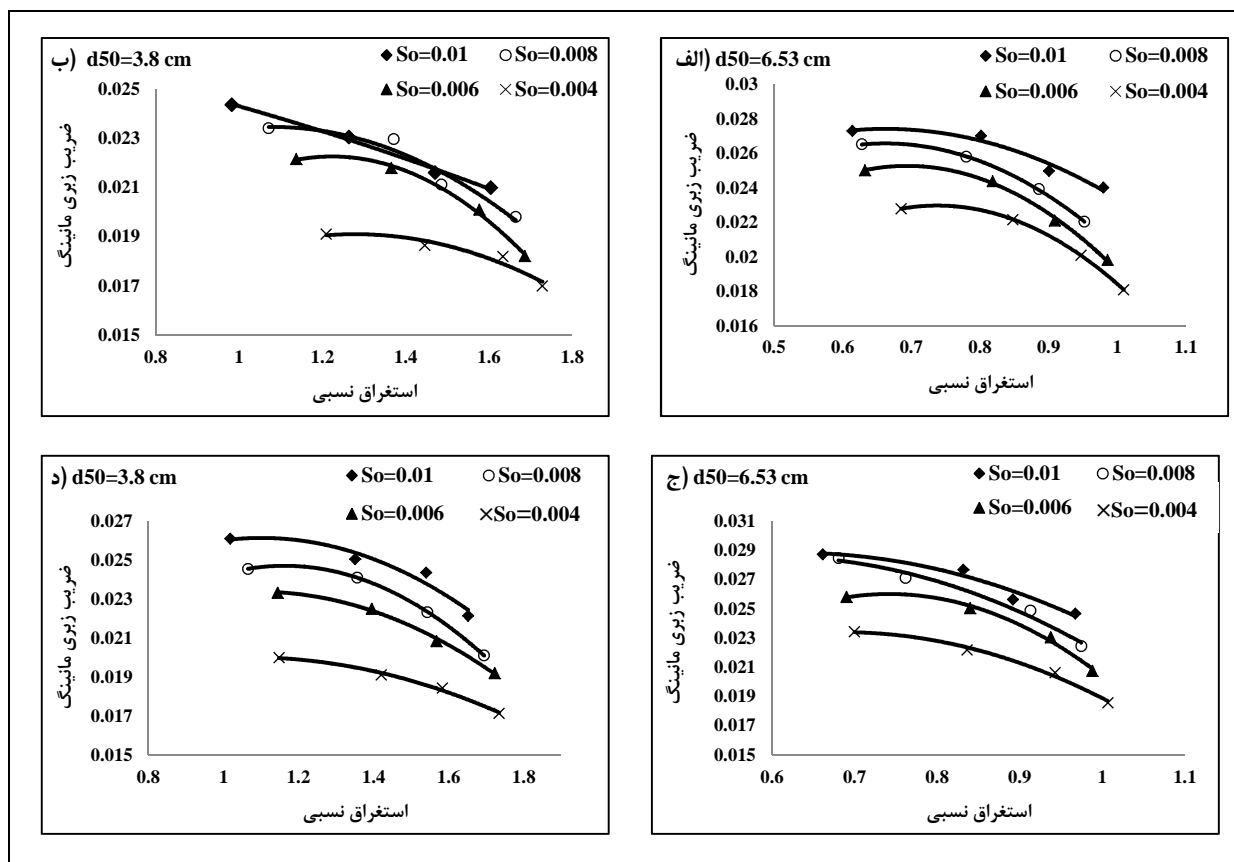 الف) d50=6.53 cm
So=0.01 So=0.008
So=0.006 So=0.004
ضریب زبری مانینگ
0.03
0.028
0.026
0.024
0.022
0.02
0.018
0.016
0.5 0.6 0.7 0.8 0.9 1 1.1
استغراق نسبی
ب) d50=3.8 cm
So=0.01 So=0.008
So=0.006 So=0.004
ضریب زبری مانینگ
0.025
0.023
0.021
0.019
0.017
0.015
0.8 1 1.2 1.4 1.6 1.8
استغراق نسبی
ج) d50=6.53 cm
So=0.01 So=0.008
So=0.006 So=0.004
ضریب زبری مانینگ
0.031
0.029
0.027
0.025
0.023
0.021
0.019
0.017
0.015
0.6 0.7 0.8 0.9 1 1.1
استغراق نسبی
د) d50=3.8 cm
So=0.01 So=0.008
So=0.006 So=0.004
ضریب زبری مانینگ
0.027
0.025
0.023
0.021
0.019
0.017
0.015
0.8 1 1.2 1.4 1.6 1.8
استغراق نسبی